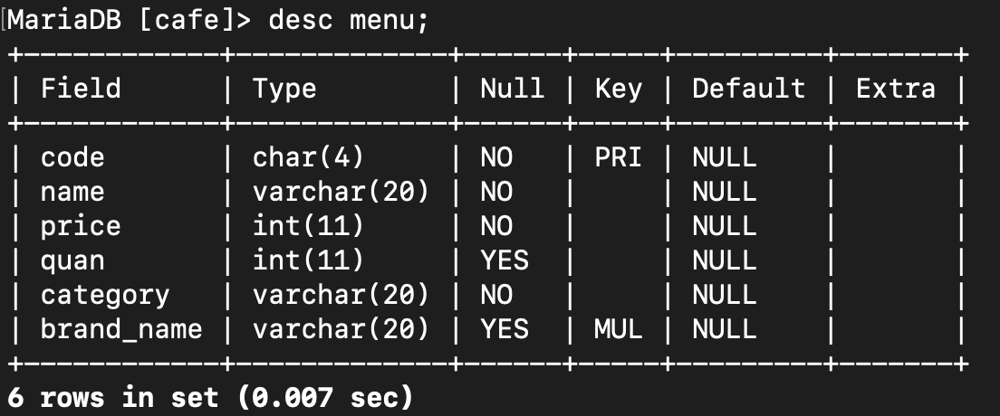 MariaDB [cafe]> desc menu;
+------------+-------------+------+-----+---------+-------+
| Field      | Type        | Null | Key | Default | Extra |
+------------+-------------+------+-----+---------+-------+
| code       | char(4)     | NO   | PRI | NULL    |       |
| name       | varchar(20) | NO   |     | NULL    |       |
| price      | int(11)     | NO   |     | NULL    |       |
| quan       | int(11)     | YES  |     | NULL    |       |
| category   | varchar(20) | NO   |     | NULL    |       |
| brand_name | varchar(20) | YES  | MUL | NULL    |       |
+------------+-------------+------+-----+---------+-------+
6 rows in set (0.007 sec)